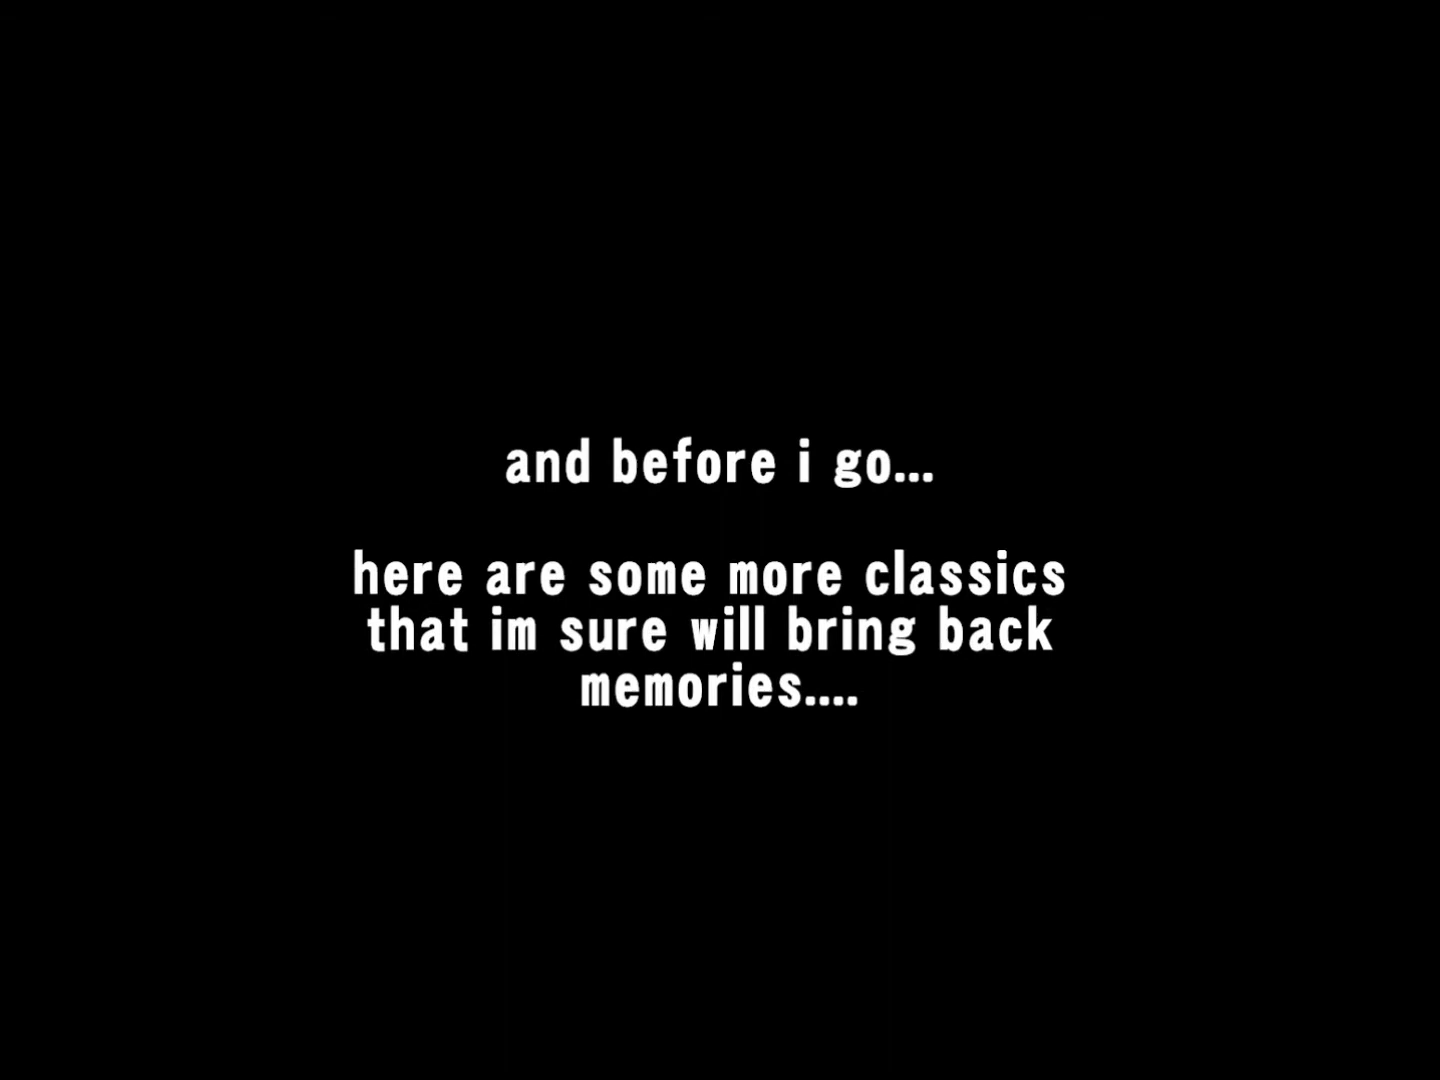 and before i go...
here are some more classics
that im sure will bring back
memories....